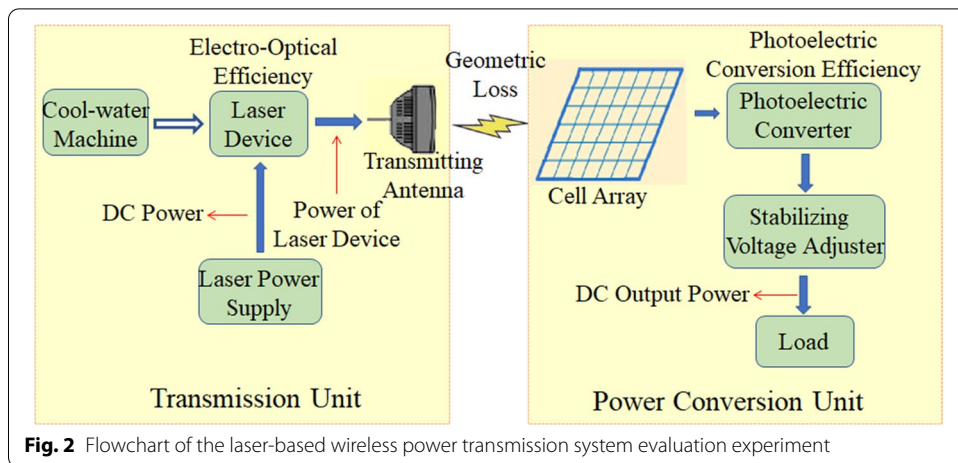 Electro-Optical
Efficiency
Cool-water
Machine
Laser
Device
Transmitting
Antenna
DC Power
Power of
Laser Device
Laser Power
Supply
Transmission Unit
Geometric
Loss
Photoelectric
Conversion Efficiency
Photoelectric
Converter
Cell Array
Stabilizing
Voltage Adjuster
DC Output Power
Load
Power Conversion Unit
Fig. 2 Flowchart of the laser-based wireless power transmission system evaluation experiment